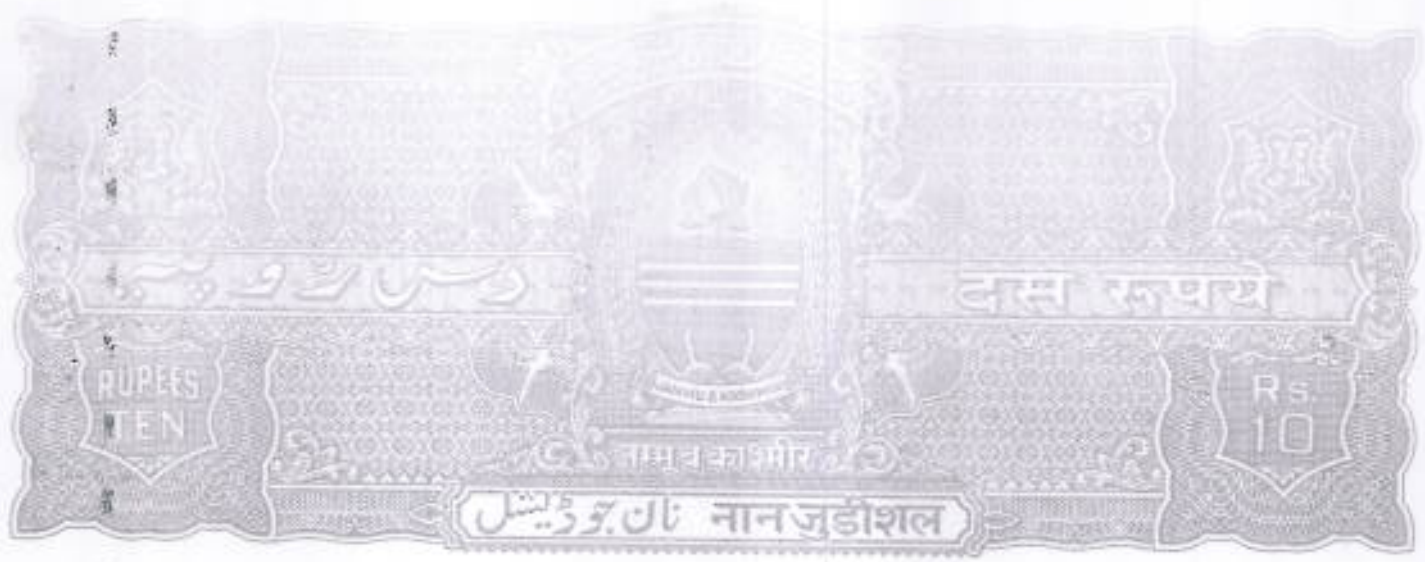 دس روپیہ दस रूपये
RUPEES
TEN
Rs.
10
जम्मू व काश्मीर
نان جوڈیشل नान जुडीशल